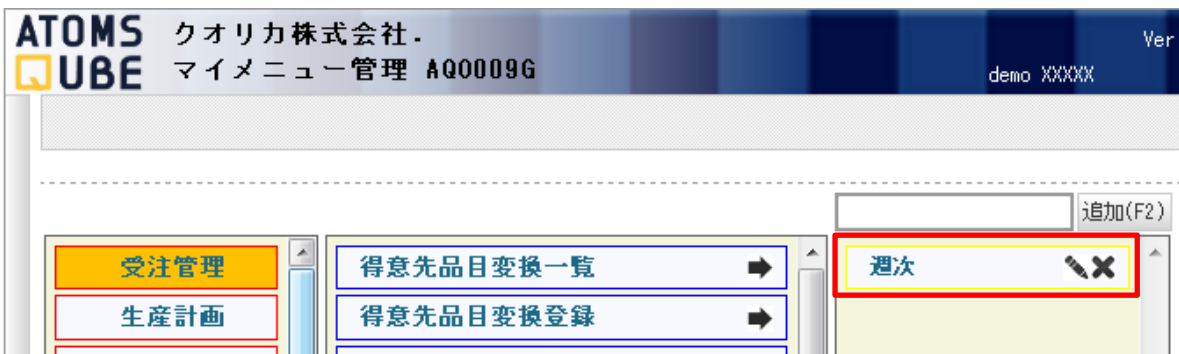 ATOMS QUBE
クオリカ株式会社.
マイメニュー管理 AQ0009G
Ver
demo XXXXX
追加(F2)
受注管理
得意先品目変換一覧
週次
生産計画
得意先品目変換登録